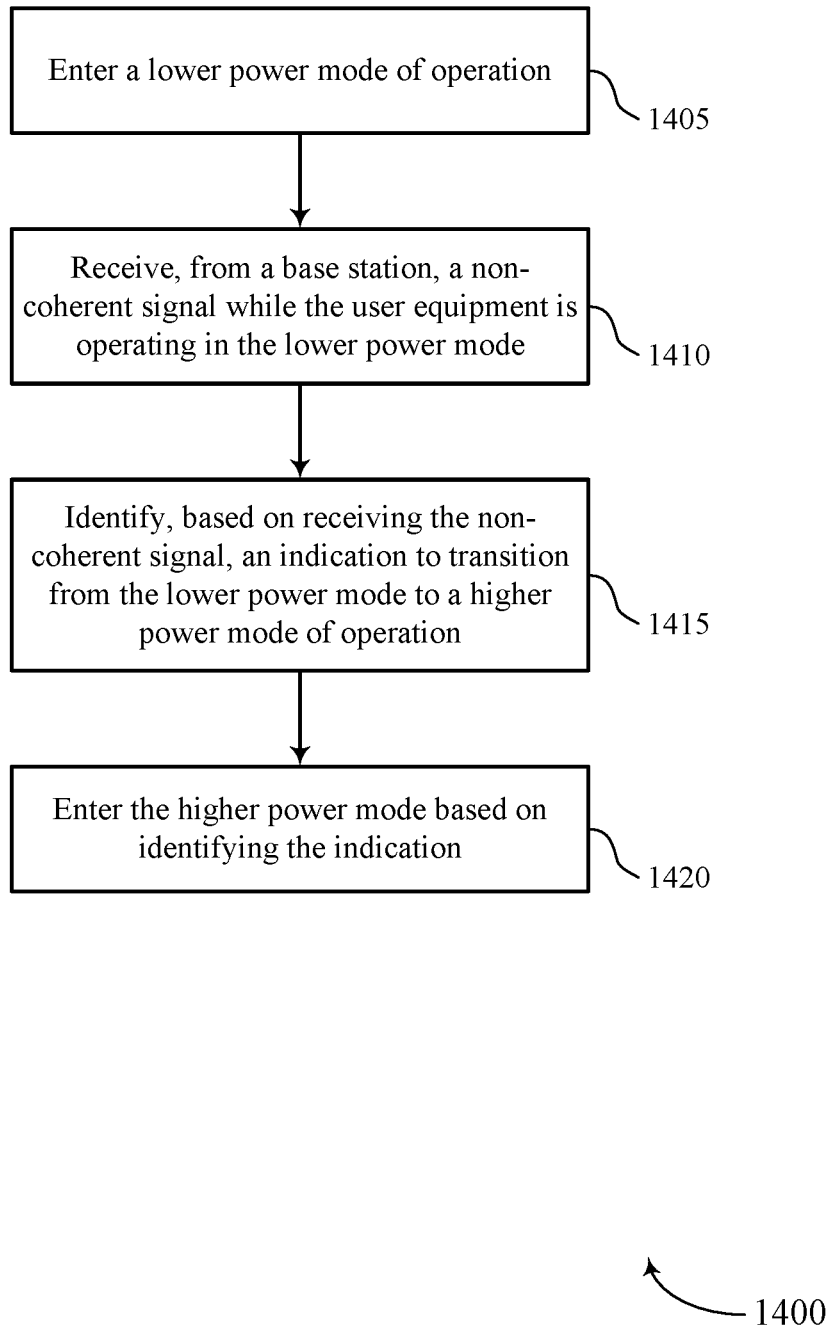 Enter a lower power mode of operation
1405
Receive, from a base station, a non-
coherent signal while the user equipment is
operating in the lower power mode
1410
Identify, based on receiving the non-
coherent signal, an indication to transition
from the lower power mode to a higher
power mode of operation
1415
Enter the higher power mode based on
identifying the indication
1420
1400